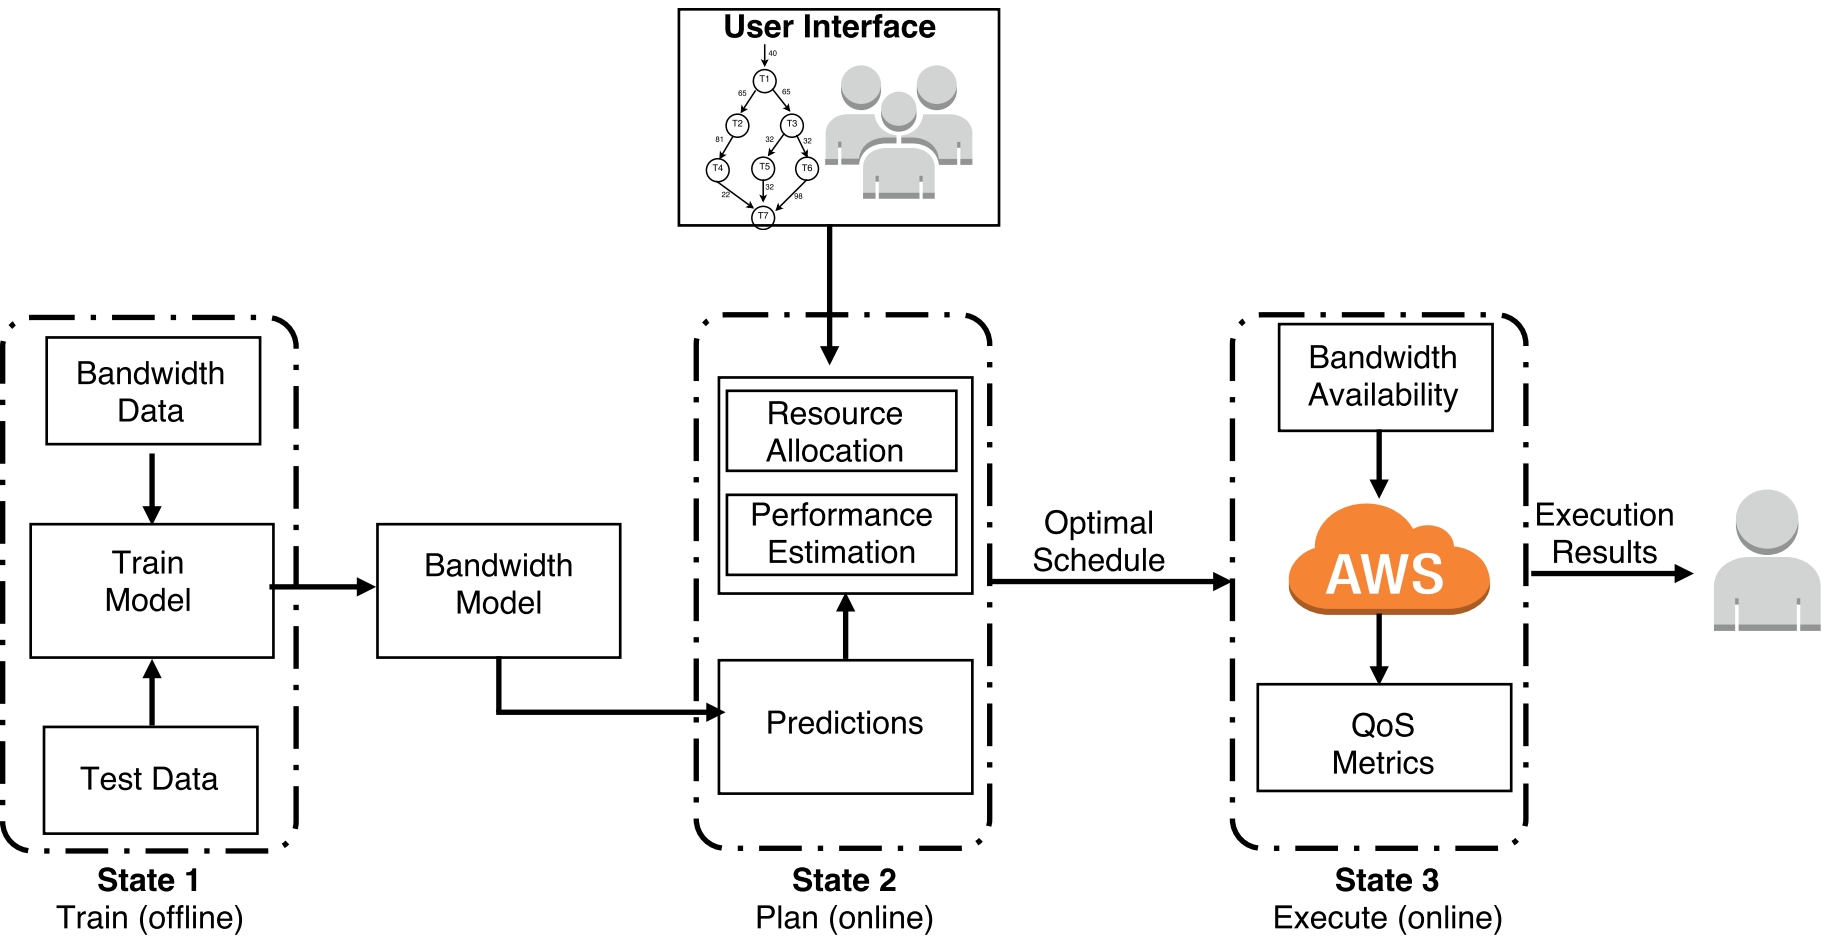 User Interface
40
T1
65
65
T2
T3
81
32
32
T4
T5
T6
22
32
98
T7
Bandwidth
Data
Train
Model
Test Data
State 1
Train (offline)
Bandwidth
Model
Resource
Allocation
Performance
Estimation
Predictions
State 2
Plan (online)
Optimal
Schedule
Bandwidth
Availability
AWS
QoS
Metrics
State 3
Execute (online)
Execution
Results